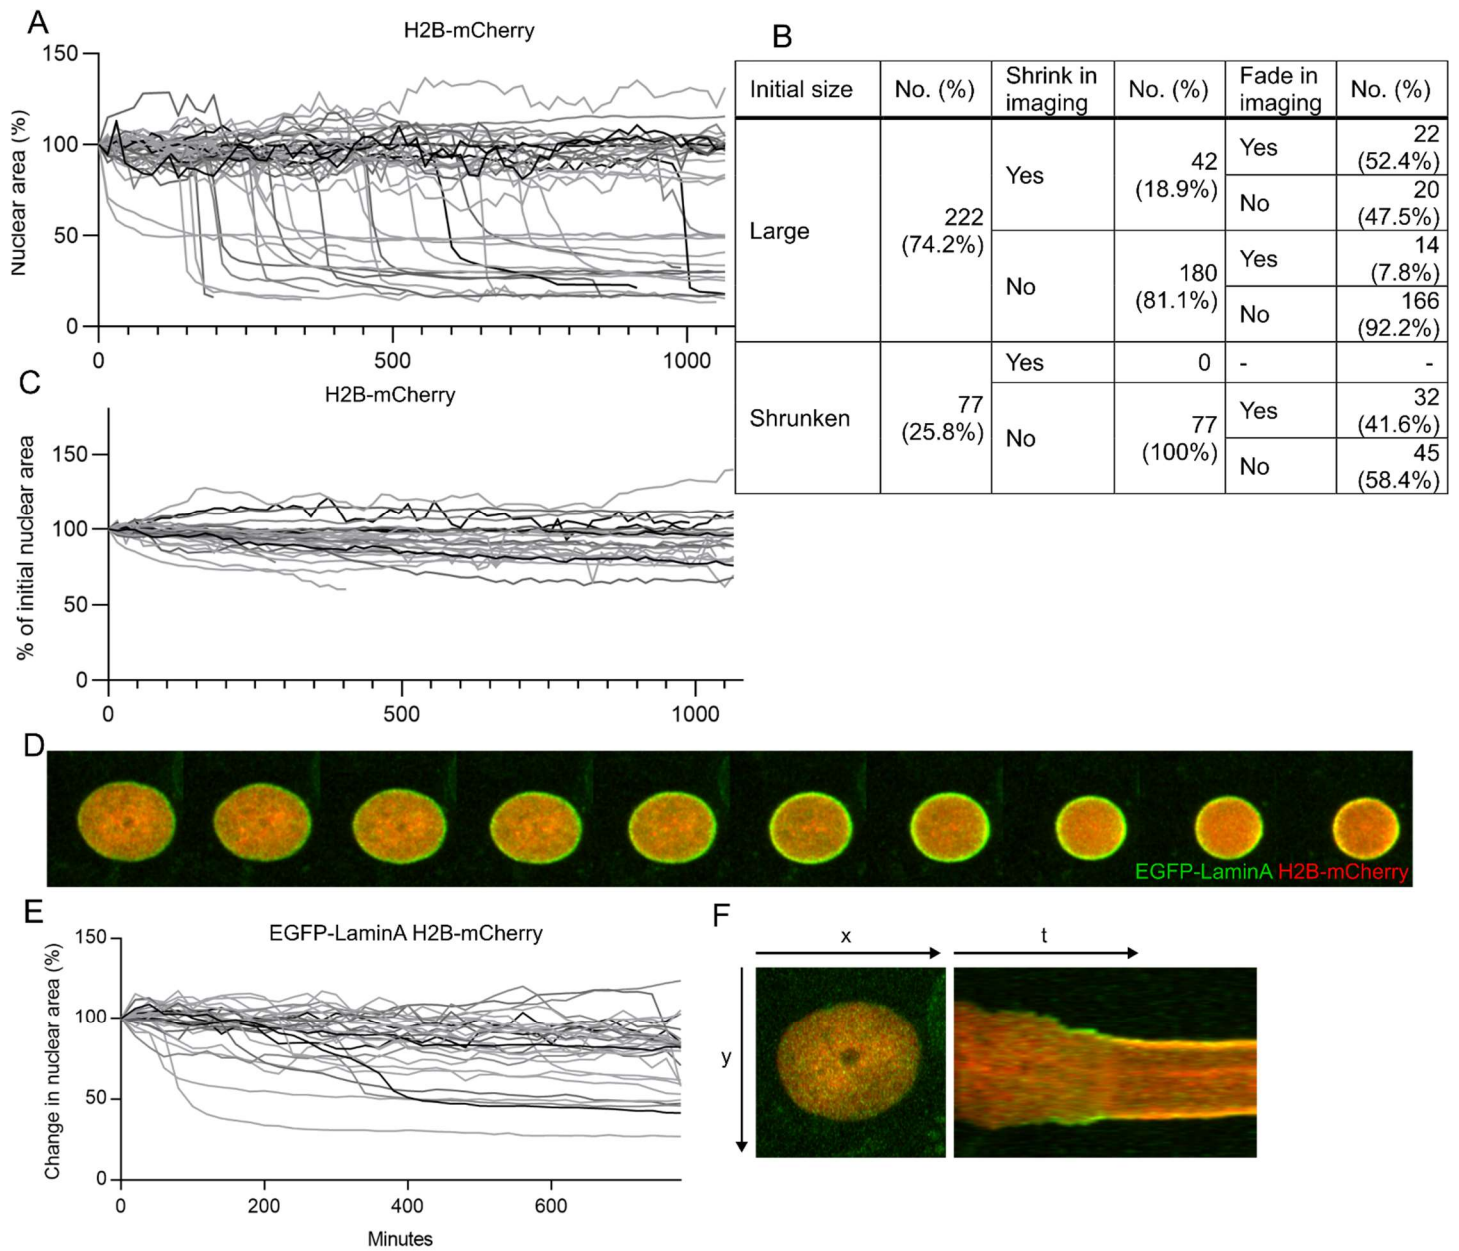 A
H2B-mCherry
Nuclear area (%)
150
100
50
0
0
500
1000
B
Initial size
No. (%)
Shrink in
imaging
No. (%)
Fade in
imaging
No. (%)
Large
222
(74.2%)
Yes
42
(18.9%)
Yes
22
(52.4%)
No
20
(47.5%)
No
180
(81.1%)
Yes
14
(7.8%)
No
166
(92.2%)
Shrunken
77
(25.8%)
Yes
0
-
-
No
77
(100%)
Yes
32
(41.6%)
No
45
(58.4%)
C
H2B-mCherry
% of initial nuclear area
150
100
50
0
0
500
1000
D
EGFP-LaminA H2B-mCherry
E
EGFP-LaminA H2B-mCherry
Change in nuclear area (%)
150
100
50
0
0
200
400
600
Minutes
F
x
t
y